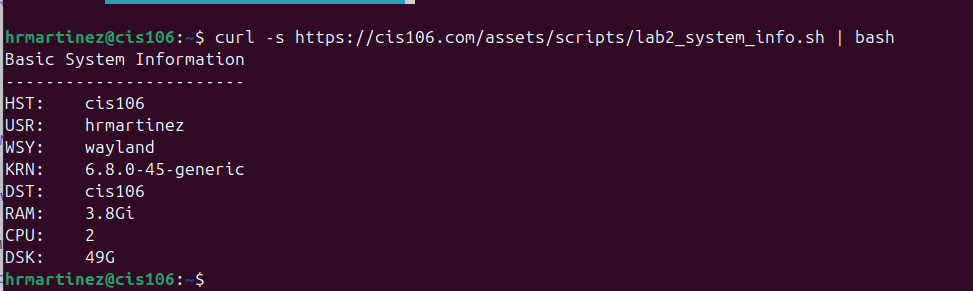 hrmartinez@cis106:~$ curl -s https://cis106.com/assets/scripts/lab2_system_info.sh | bash
Basic System Information
------------------------
HST:    cis106
USR:    hrmartinez
WSY:    wayland
KRN:    6.8.0-45-generic
DST:    cis106
RAM:    3.8Gi
CPU:    2
DSK:    49G
hrmartinez@cis106:~$